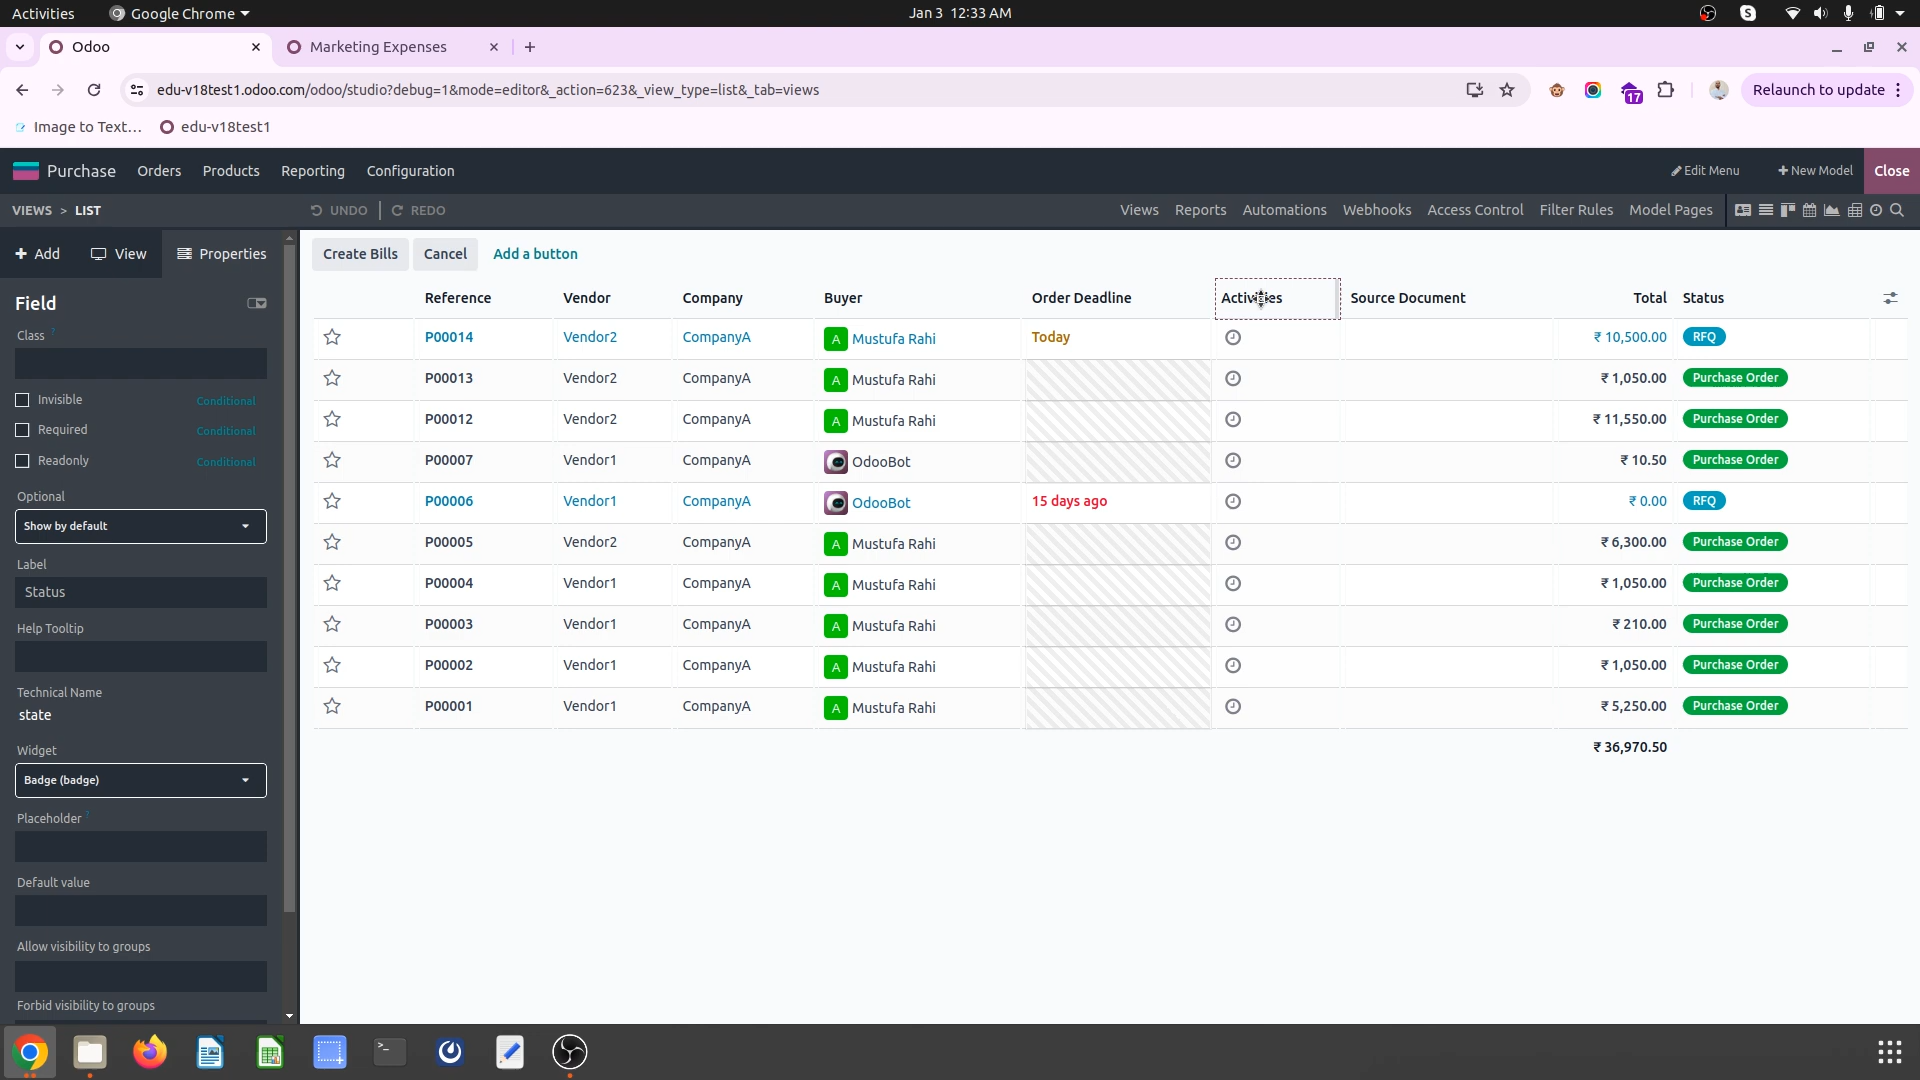 Activities Google Chrome Jan 3 12:33 AM S
Odoo Marketing Expenses
edu-v18test1.odoo.com/odoo/studio?debug=1&mode=editor&_action=623&_view_type=list&_tab=views 17 Relaunch to update
Image to Text... edu-v18test1
Purchase Orders Products Reporting Configuration Edit Menu + New Model Close
VIEWS > LIST UNDO REDO Views Reports Automations Webhooks Access Control Filter Rules Model Pages
+ Add View Properties
Create Bills Cancel Add a button
Reference Vendor Company Buyer Order Deadline Activities Source Document Total Status
P00014 Vendor2 CompanyA A Mustufa Rahi Today ₹ 10,500.00 RFQ
P00013 Vendor2 CompanyA A Mustufa Rahi ₹ 1,050.00 Purchase Order
P00012 Vendor2 CompanyA A Mustufa Rahi ₹ 11,550.00 Purchase Order
P00007 Vendor1 CompanyA OdooBot ₹ 10.50 Purchase Order
P00006 Vendor1 CompanyA OdooBot 15 days ago ₹ 0.00 RFQ
P00005 Vendor2 CompanyA A Mustufa Rahi ₹ 6,300.00 Purchase Order
P00004 Vendor1 CompanyA A Mustufa Rahi ₹ 1,050.00 Purchase Order
P00003 Vendor1 CompanyA A Mustufa Rahi ₹ 210.00 Purchase Order
P00002 Vendor1 CompanyA A Mustufa Rahi ₹ 1,050.00 Purchase Order
P00001 Vendor1 CompanyA A Mustufa Rahi ₹ 5,250.00 Purchase Order
₹ 36,970.50
Field
Class ?
Invisible Conditional
Required Conditional
Readonly Conditional
Optional
Show by default
Label
Status
Help Tooltip
Technical Name
state
Widget
Badge (badge)
Placeholder ?
Default value
Allow visibility to groups
Forbid visibility to groups